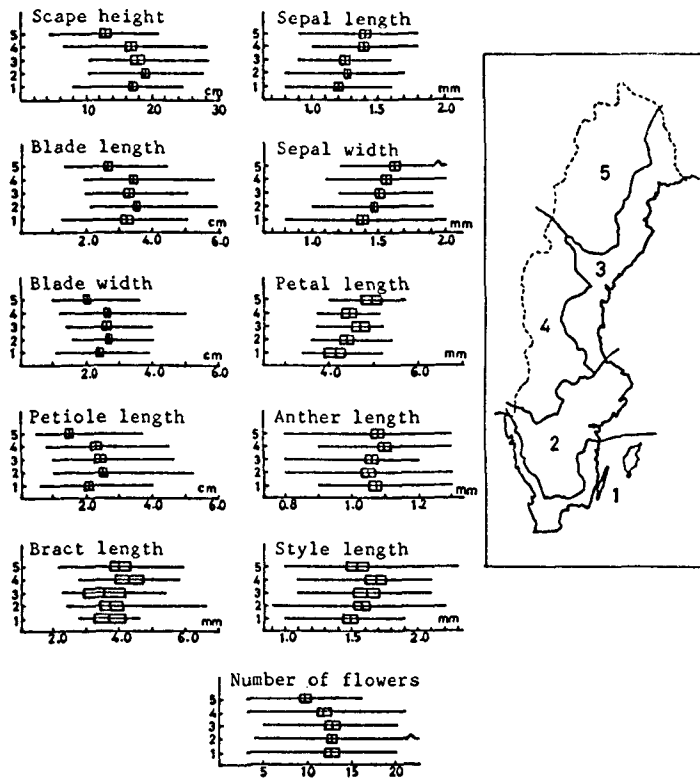 Scape height
5
4
3
2
1
10 20 30
cm
Sepal length
5
4
3
2
1
1.0 1.5 2.0
mm
Blade length
5
4
3
2
1
cm
2.0 4.0 6.0
Sepal width
5
4
3
2
1
mm
1.0 1.5 2.0
Blade width
5
4
3
2
1
cm
2.0 4.0 6.0
Petal length
5
4
3
2
1
mm
4.0 6.0
Petiole length
5
4
3
2
1
cm
2.0 4.0 6.0
Anther length
5
4
3
2
1
mm
0.8 1.0 1.2
Bract length
5
4
3
2
1
mm
2.0 4.0 6.0
Style length
5
4
3
2
1
mm
1.0 2.0
Number of flowers
5
4
3
2
1
5 10 15 20
5
3
4
2
1